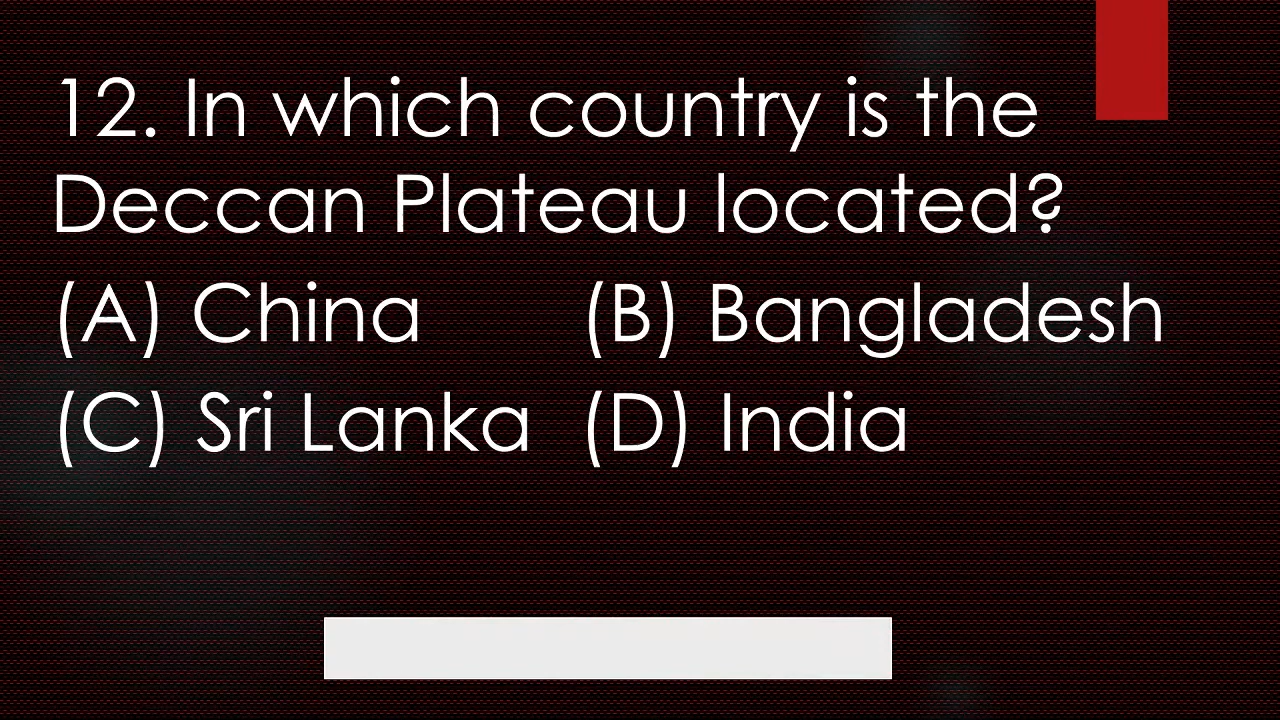 12. In which country is the
Deccan Plateau located?
(A) China (B) Bangladesh
(C) Sri Lanka (D) India